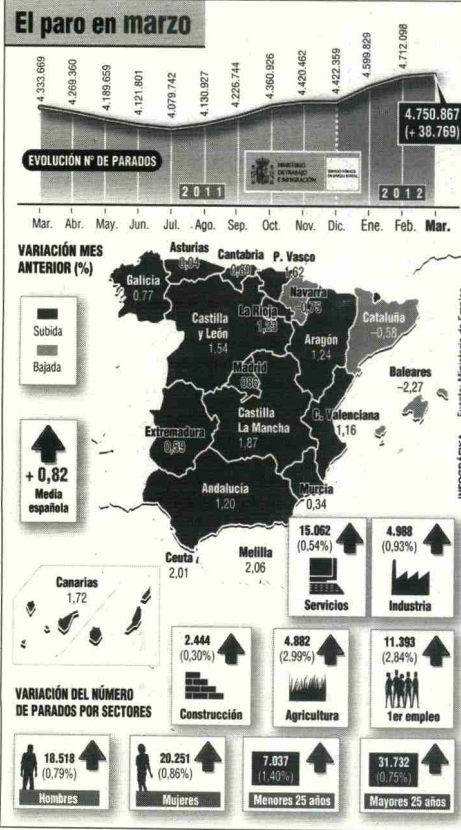 El paro en marzo
4.333.669
4.269.360
4.189.659
4.121.801
4.079.742
4.130.927
4.226.744
4.360.926
4.420.462
4.422.359
4.599.829
4.712.098
4.750.867
(+ 38.769)
EVOLUCIÓN Nº DE PARADOS
MINISTERIO
DE TRABAJO
E INMIGRACIÓN
2011
2012
Mar. Abr. May. Jun. Jul. Ago. Sep. Oct. Nov. Dic. Ene. Feb. Mar.
VARIACIÓN MES
ANTERIOR (%)
Subida
Bajada
+ 0,82
Media
española
Galicia
0,77
Asturias
Cantabria
P. Vasco
1,62
Navarra
-0,75
La Rioja
Castilla
y León
1,54
Aragón
1,24
Cataluña
–0,58
Baleares
–2,27
Madrid
Castilla
La Mancha
1,87
C. Valenciana
1,16
Extremadura
0,59
Andalucía
1,20
Murcia
0,34
Ceuta
2,01
Melilla
2,06
Canarias
1,72
INFOGRÁFICA
Fuente: Ministerio de Empleo
15.062
(0,54%)
Servicios
4.988
(0,93%)
Industria
2.444
(0,30%)
Construcción
4.882
(2,99%)
Agricultura
11.393
(2,84%)
1er empleo
VARIACIÓN DEL NÚMERO
DE PARADOS POR SECTORES
18.518
(0,79%)
Hombres
20.251
(0,86%)
Mujeres
7.037
(1,40%)
Menores 25 años
31.732
(0,75%)
Mayores 25 años